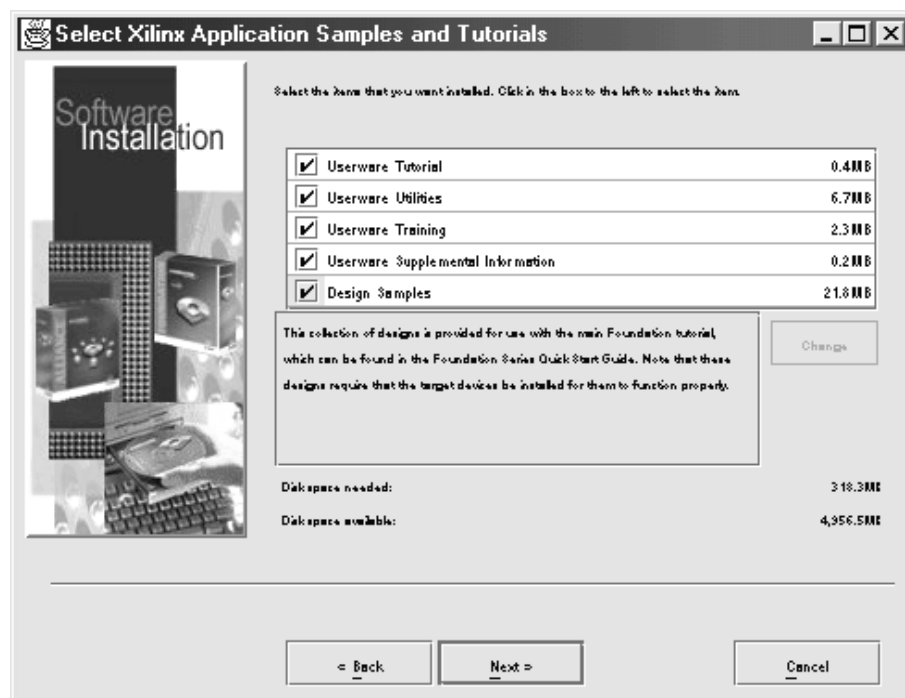 Select Xilinx Application Samples and Tutorials
Software
Installation
Select the items that you want installed. Click in the box to the left to select the item.
Userware Tutorial 0.4MB
Userware Utilities 6.7MB
Userware Training 2.3MB
Userware Supplemental Information 0.2MB
Design Samples 21.8MB
This collection of designs is provided for use with the main Foundation tutorial,
which can be found in the Foundation Series Quick Start Guide. Note that these
designs require that the target devices be installed for them to function properly.
Change
Disk space needed: 318.3MB
Disk space available: 4,956.5MB
< Back
Next >
Cancel